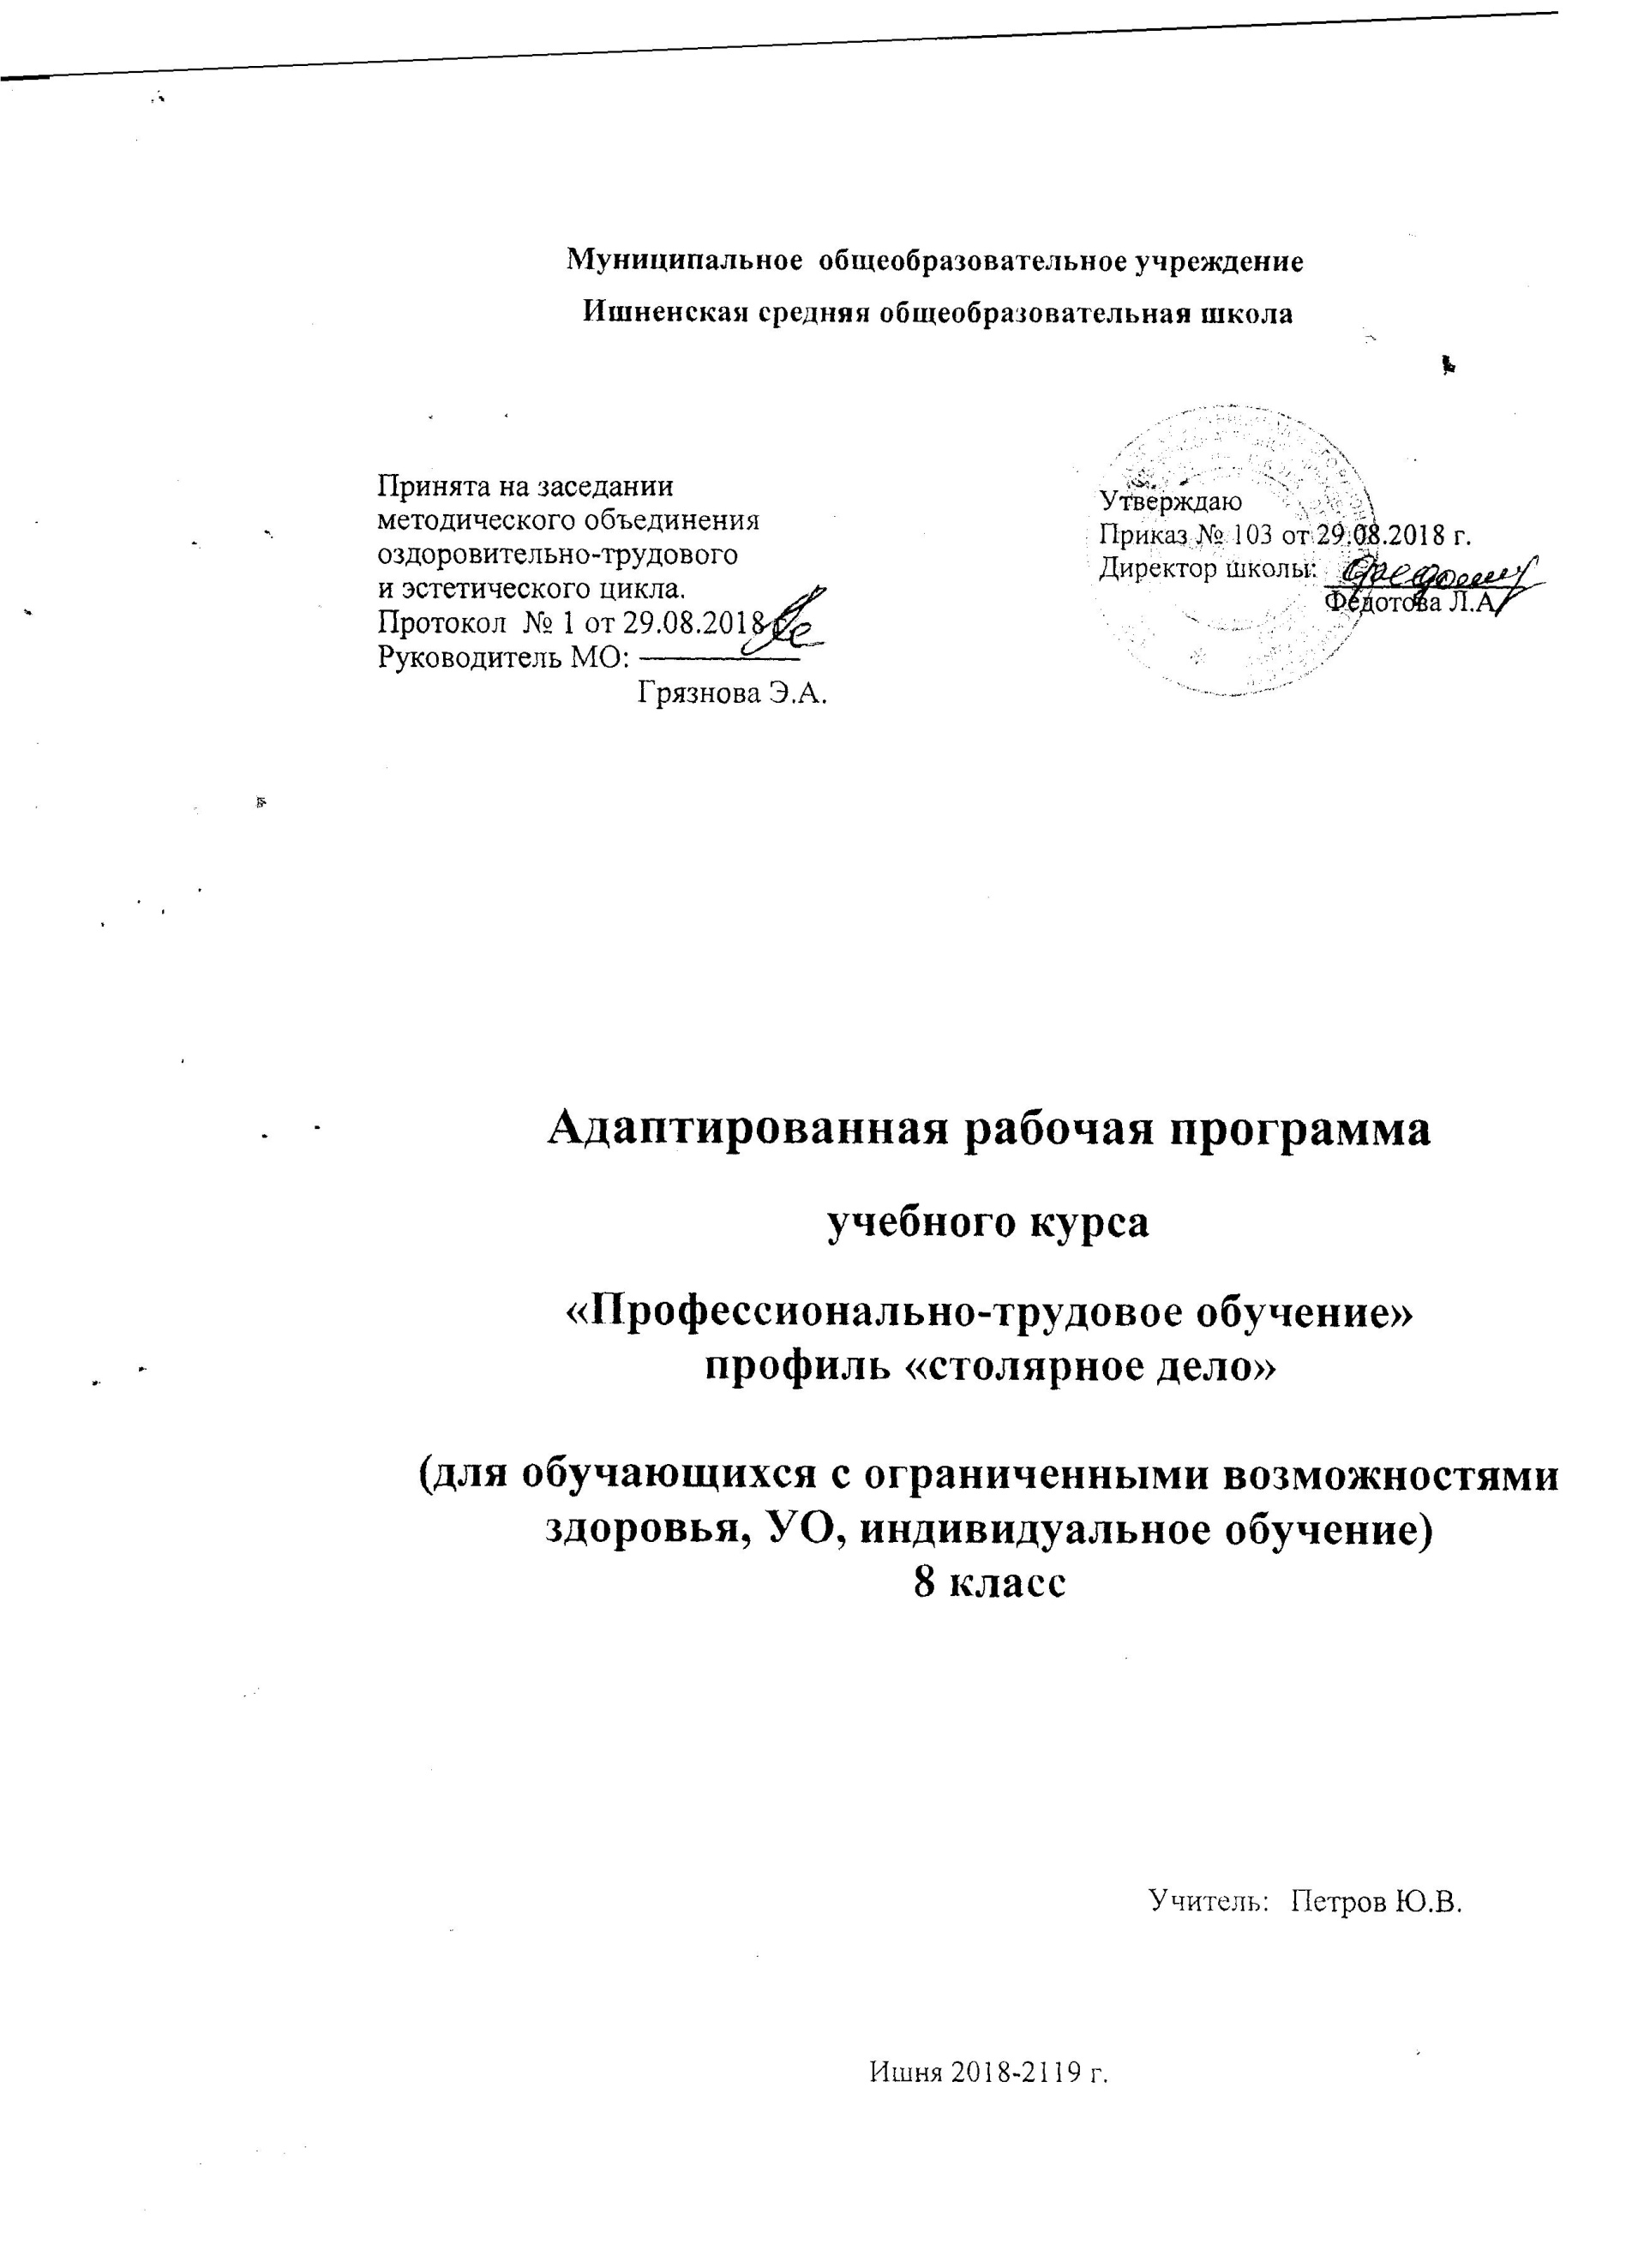 Муниципальное общеобразовательное учреждение
Ишненская средняя общеобразовательная школа
Принята на заседании
методического объединения
оздоровительно-трудового
и эстетического цикла.
Протокол № 1 от 29.08.2018
Руководитель МО:
Грязнова Э.А.
Утверждаю
Приказ № 103 от 29.08.2018 г.
Директор школы:
Федотова Л.А
Адаптированная рабочая программа
учебного курса
«Профессионально-трудовое обучение»
профиль «столярное дело»
(для обучающихся с ограниченными возможностями
здоровья, УО, индивидуальное обучение)
8 класс
Учитель: Петров Ю.В.
Ишня 2018-2119 г.